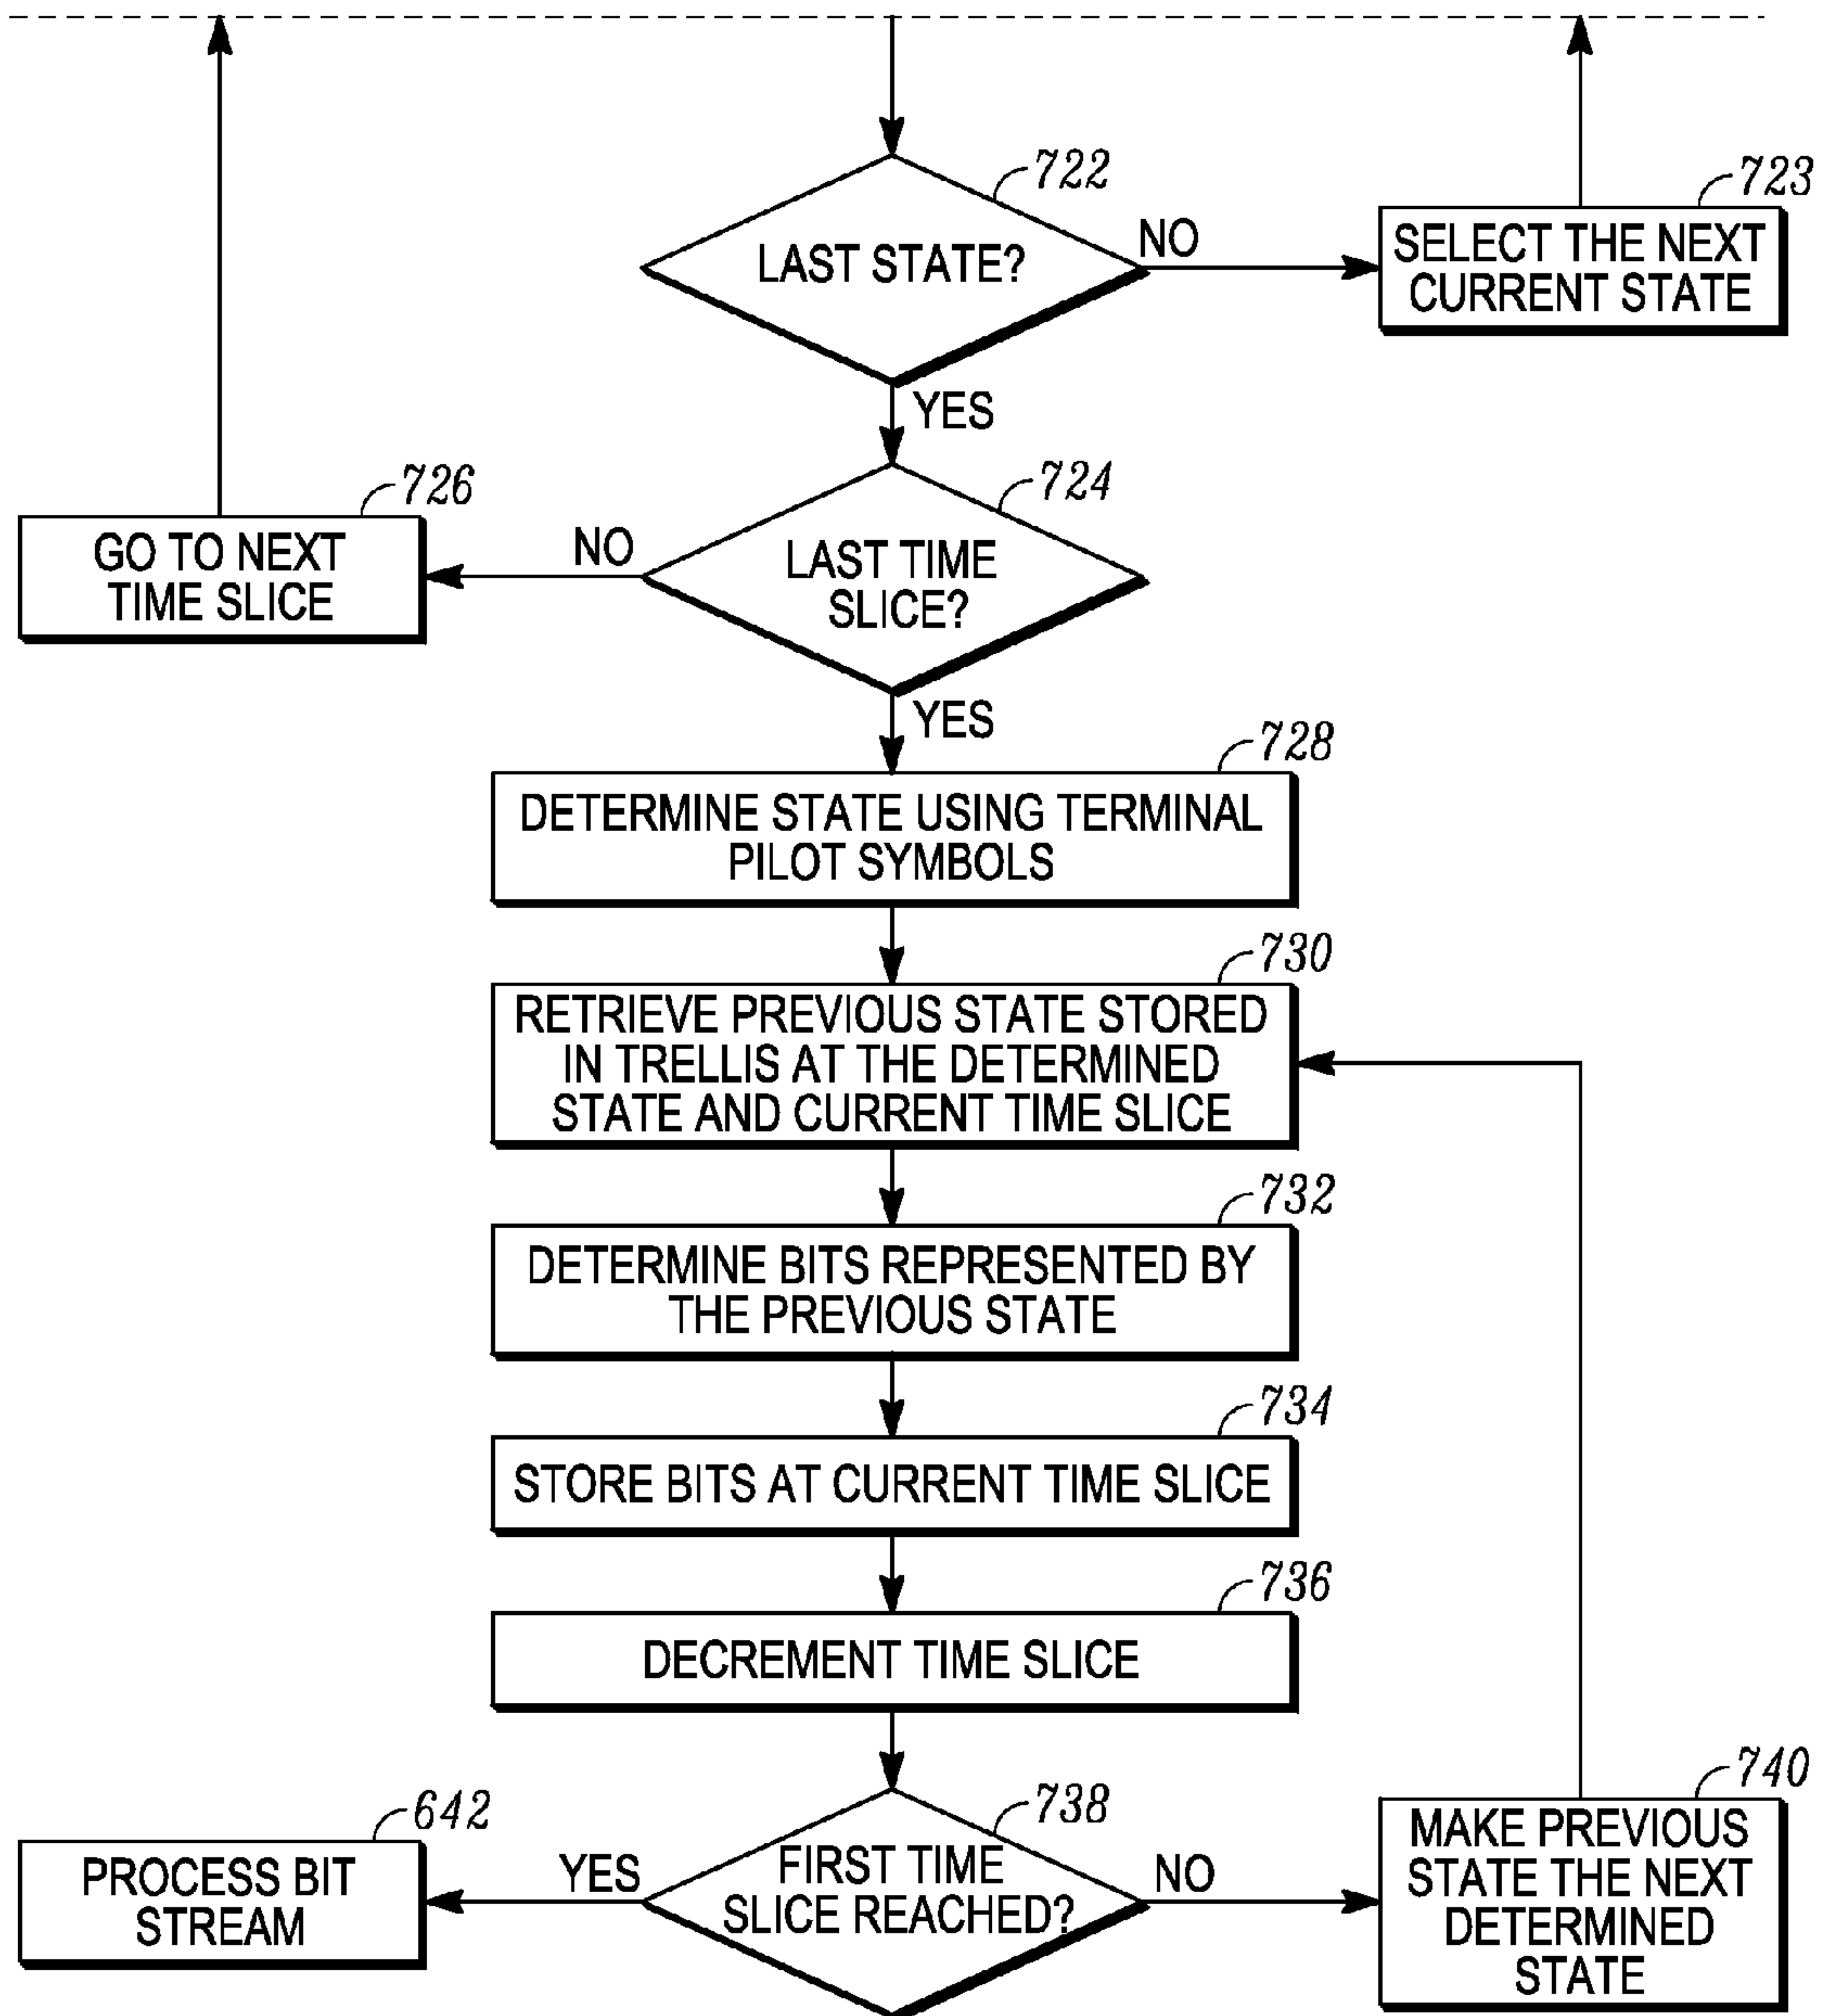 722
LAST STATE?
NO
723
SELECT THE NEXT
CURRENT STATE
YES
724
LAST TIME
SLICE?
NO
726
GO TO NEXT
TIME SLICE
YES
728
DETERMINE STATE USING TERMINAL
PILOT SYMBOLS
730
RETRIEVE PREVIOUS STATE STORED
IN TRELLIS AT THE DETERMINED
STATE AND CURRENT TIME SLICE
732
DETERMINE BITS REPRESENTED BY
THE PREVIOUS STATE
734
STORE BITS AT CURRENT TIME SLICE
736
DECREMENT TIME SLICE
738
FIRST TIME
SLICE REACHED?
YES
642
PROCESS BIT
STREAM
NO
740
MAKE PREVIOUS
STATE THE NEXT
DETERMINED
STATE